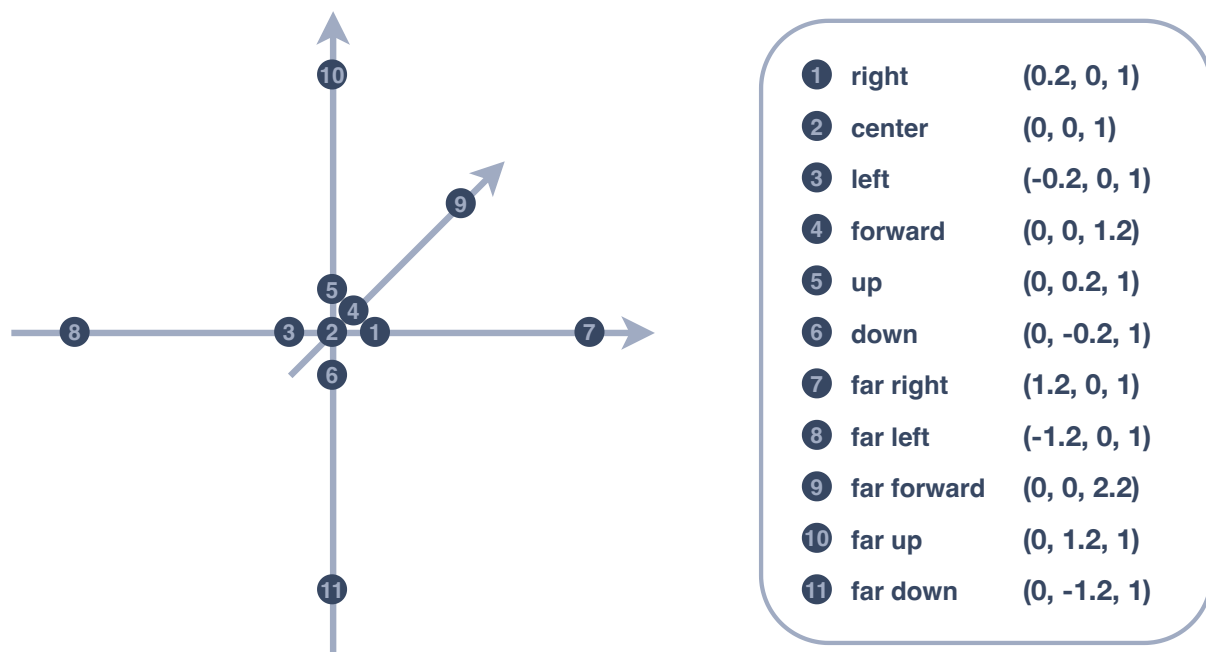 10
9
5
4
8 3 2 1 7
6
11
1 right (0.2, 0, 1)
2 center (0, 0, 1)
3 left (-0.2, 0, 1)
4 forward (0, 0, 1.2)
5 up (0, 0.2, 1)
6 down (0, -0.2, 1)
7 far right (1.2, 0, 1)
8 far left (-1.2, 0, 1)
9 far forward (0, 0, 2.2)
10 far up (0, 1.2, 1)
11 far down (0, -1.2, 1)